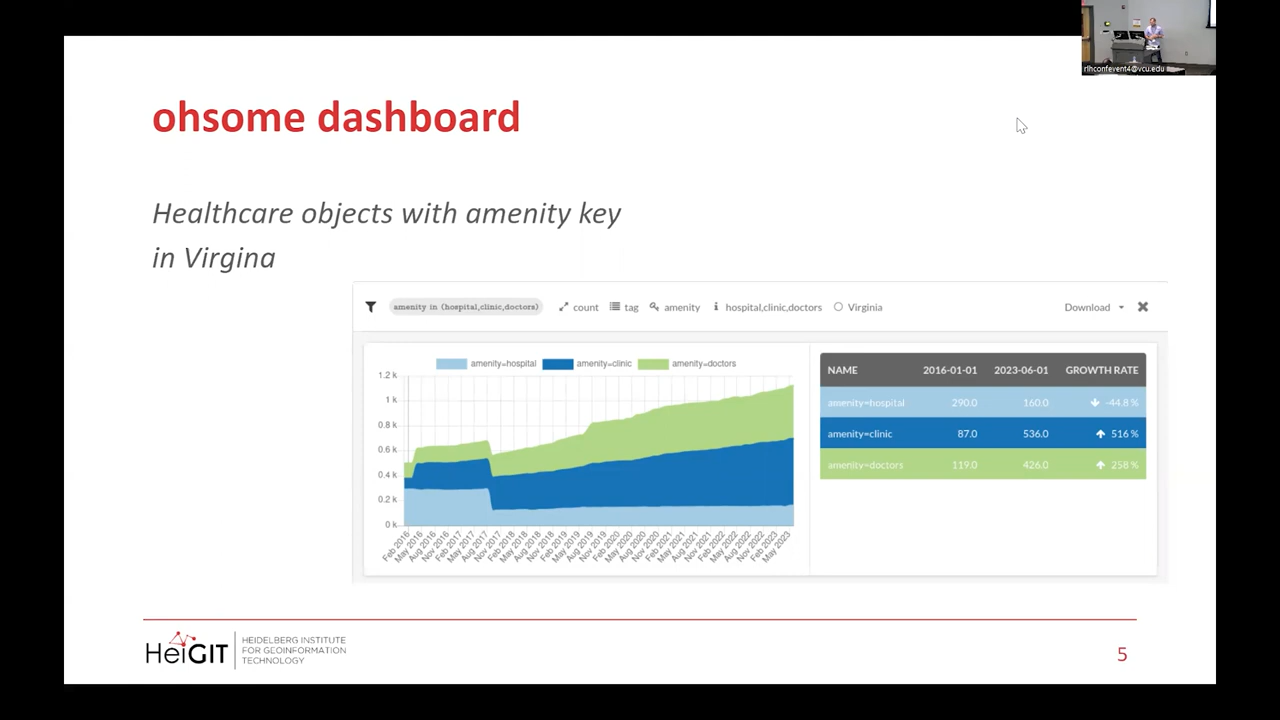 rlhconfevent4@vcu.edu
ohsome dashboard
Healthcare objects with amenity key
in Virgina
amenity in (hospital,clinic,doctors) count tag amenity hospital,clinic,doctors Virginia Download
amenity=hospital amenity=clinic amenity=doctors
1.2 k
1 k
0.8 k
0.6 k
0.4 k
0.2 k
0 k
Feb 2016 May 2016 Aug 2016 Nov 2016 Feb 2017 May 2017 Aug 2017 Nov 2017 Feb 2018 May 2018 Aug 2018 Nov 2018 Feb 2019 May 2019 Aug 2019 Nov 2019 Feb 2020 May 2020 Aug 2020 Nov 2020 Feb 2021 May 2021 Aug 2021 Nov 2021 Feb 2022 May 2022 Aug 2022 Nov 2022 Feb 2023 May 2023
NAME 2016-01-01 2023-06-01 GROWTH RATE
amenity=hospital 290.0 160.0 -44.8 %
amenity=clinic 87.0 536.0 516 %
amenity=doctors 119.0 426.0 258 %
HeiGIT
HEIDELBERG INSTITUTE
FOR GEOINFORMATION
TECHNOLOGY
5